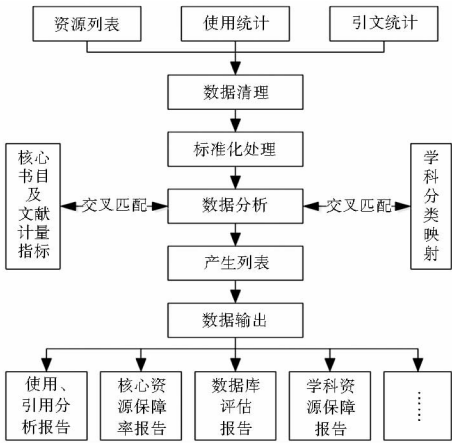 资源列表
使用统计
引文统计
数据清理
标准化处理
核心
书目
及
文献
计量
指标
交叉匹配
数据分析
交叉匹配
学
科
分
类
映
射
产生列表
数据输出
使用、
引用分
析报告
核心资
源保障
率报告
数据库
评估
报告
学科资
源保障
报告
……